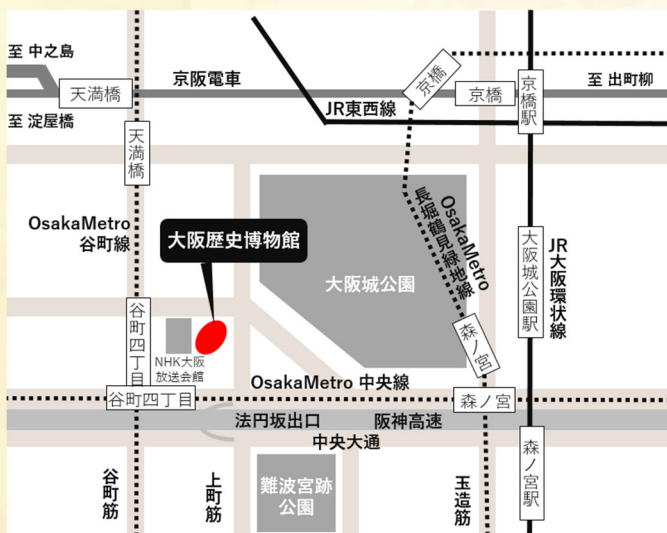 至 中之島
天満橋
京阪電車
京橋
京橋
京橋駅
至 出町柳
至 淀屋橋
JR東西線
天満橋
OsakaMetro
谷町線
大阪歴史博物館
OsakaMetro
長堀鶴見緑地線
大阪城公園
大阪城公園駅
JR大阪環状線
谷町四丁目
NHK大阪
放送会館
森ノ宮
OsakaMetro 中央線
谷町四丁目
森ノ宮
法円坂出口
阪神高速
中央大通
森ノ宮駅
谷町筋
上町筋
難波宮跡
公園
玉造筋